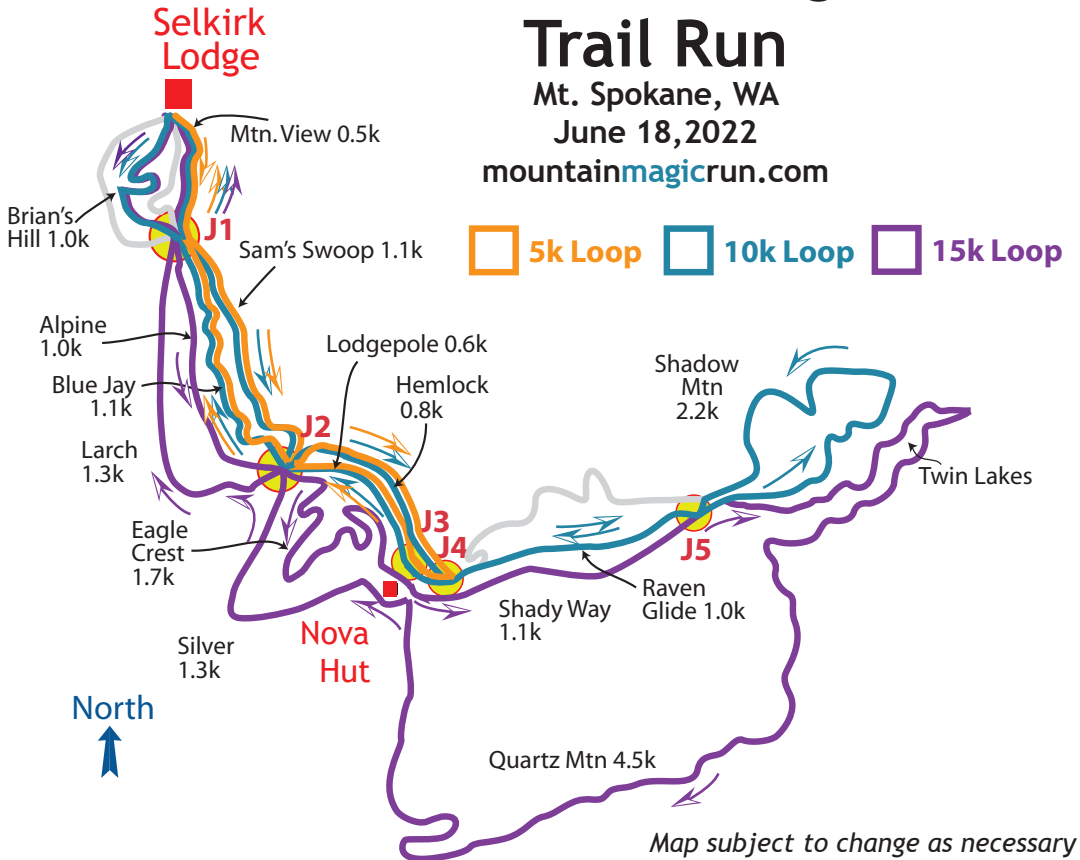 Selkirk
Lodge
Trail Run
Mt. Spokane, WA
June 18,2022
mountainmagicrun.com
Mtn. View 0.5k
Brian's
Hill 1.0k
J1
Sam's Swoop 1.1k
5k Loop
10k Loop
15k Loop
Alpine
1.0k
Lodgepole 0.6k
Blue Jay
1.1k
Hemlock
0.8k
Shadow
Mtn
2.2k
J2
Larch
1.3k
Twin Lakes
Eagle
Crest
1.7k
J3
J4
J5
Raven
Glide 1.0k
Shady Way
1.1k
Silver
1.3k
Nova
Hut
North
Quartz Mtn 4.5k
Map subject to change as necessary